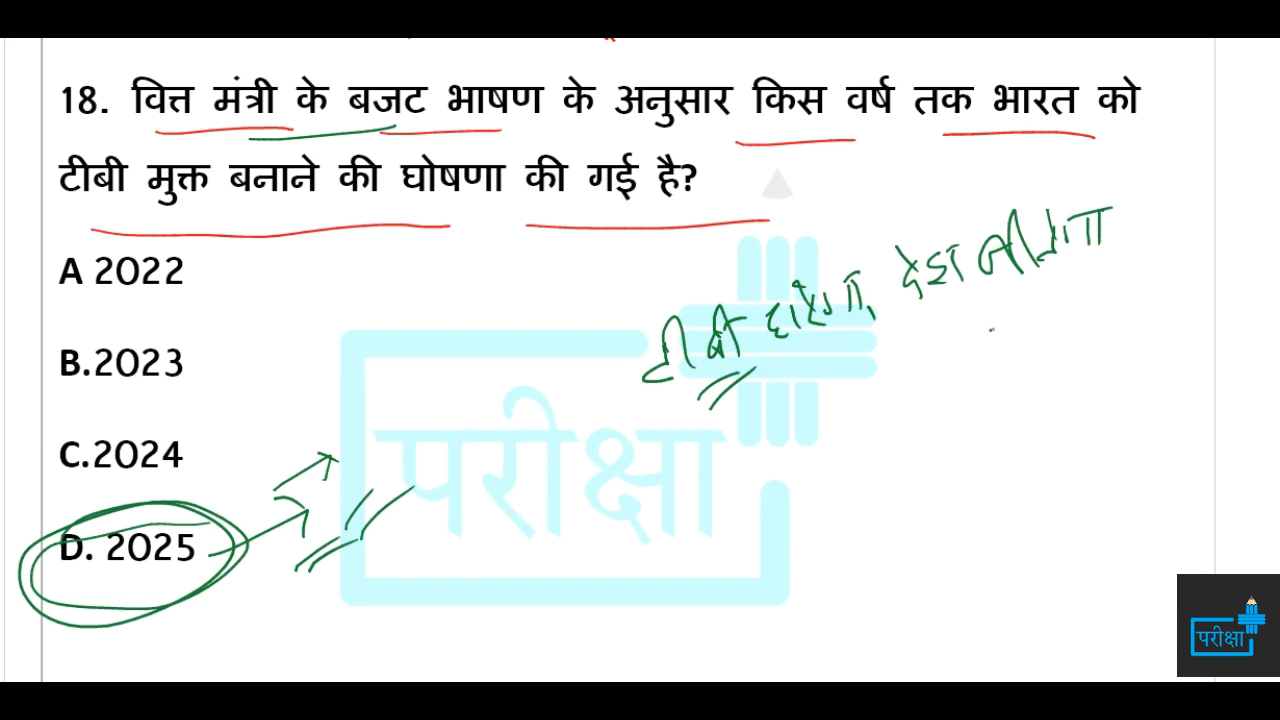 18. वित्त मंत्री के बजट भाषण के अनुसार किस वर्ष तक भारत को
टीबी मुक्त बनाने की घोषणा की गई है?
A 2022
टी बी हारेगा, देश जीतेगा
B.2023
C.2024
परीक्षा
D. 2025
परीक्षा